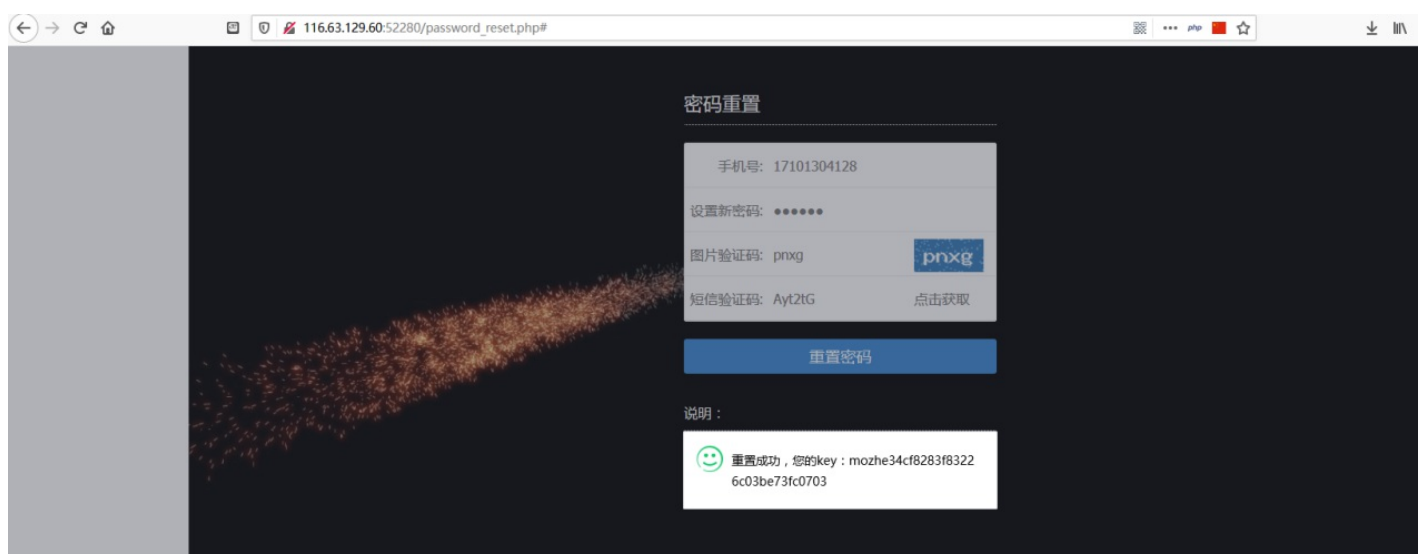 116.63.129.60:52280/password_reset.php#
php
密码重置
手机号: 17101304128
设置新密码: ●●●●●●
图片验证码: pnxg pnxg
短信验证码: Ayt2tG 点击获取
重置密码
说明：
重置成功，您的key：mozhe34cf8283f8322
6c03be73fc0703